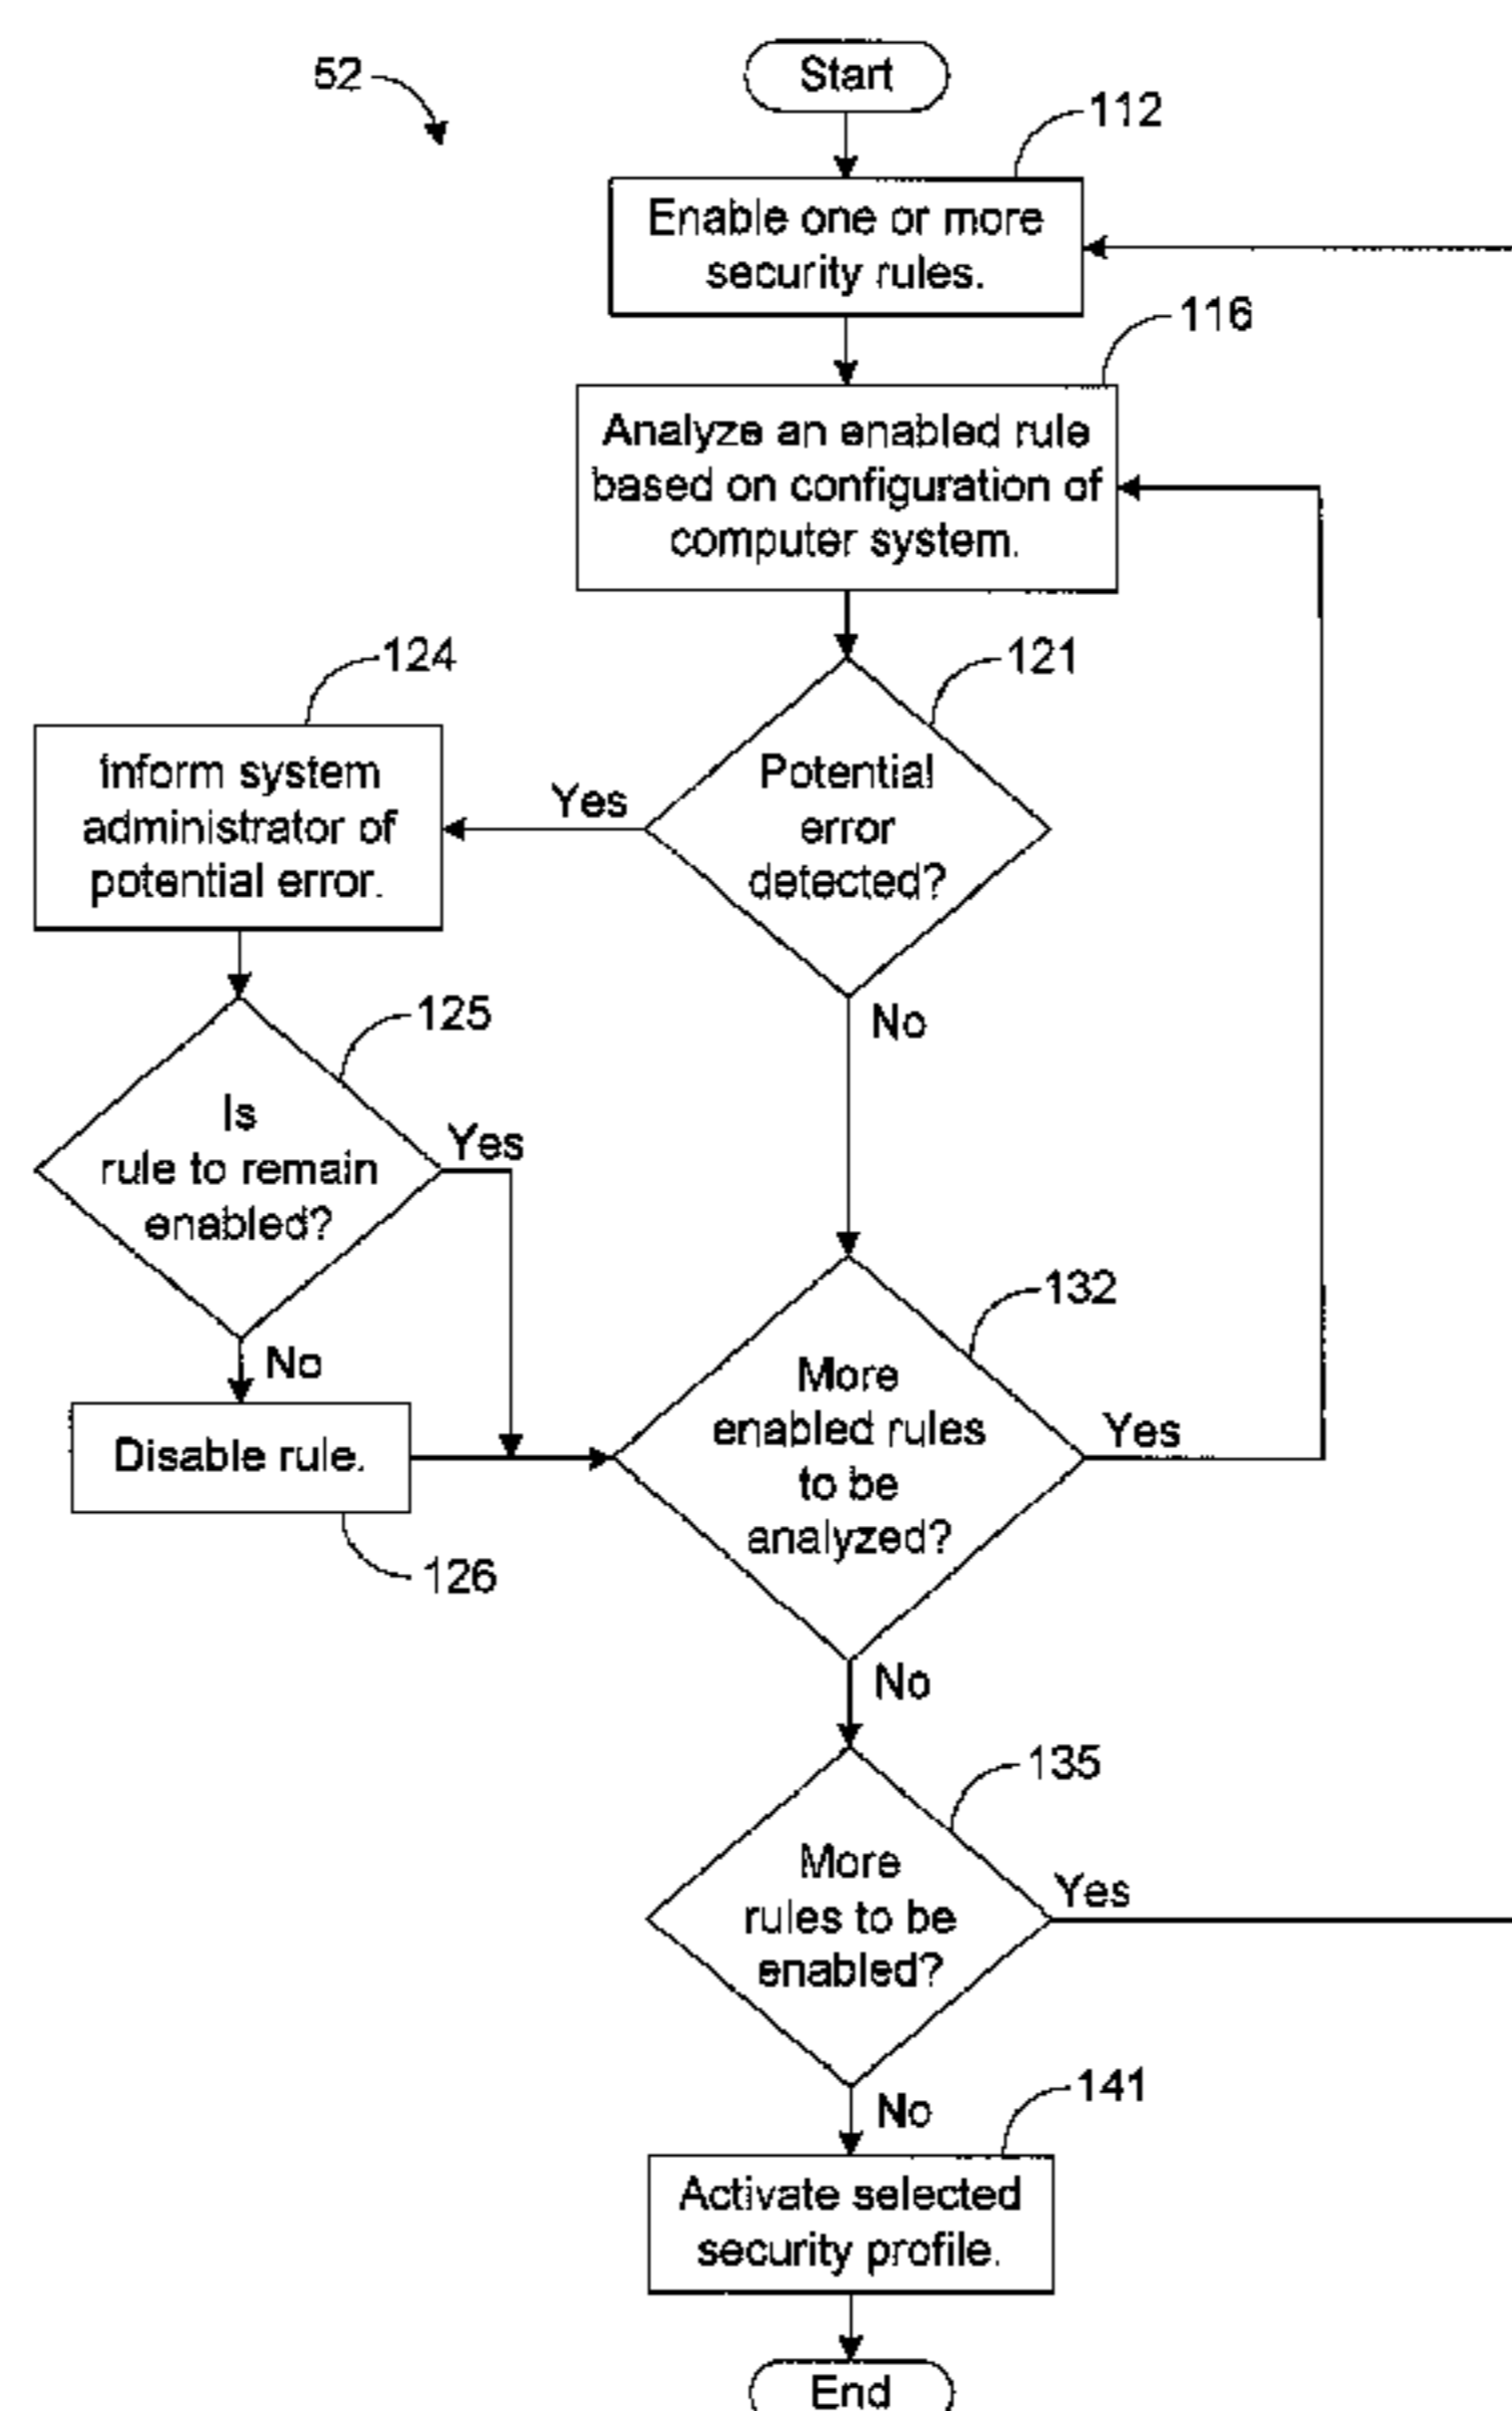 52
Start
112
Enable one or more
security rules.
116
Analyze an enabled rule
based on configuration of
computer system.
124
121
Inform system
administrator of
potential error.
Yes
Potential
error
detected?
No
125
Is
rule to remain
enabled?
Yes
No
132
Disable rule.
126
More
enabled rules
to be
analyzed?
Yes
No
135
More
rules to be
enabled?
Yes
No
141
Activate selected
security profile.
End